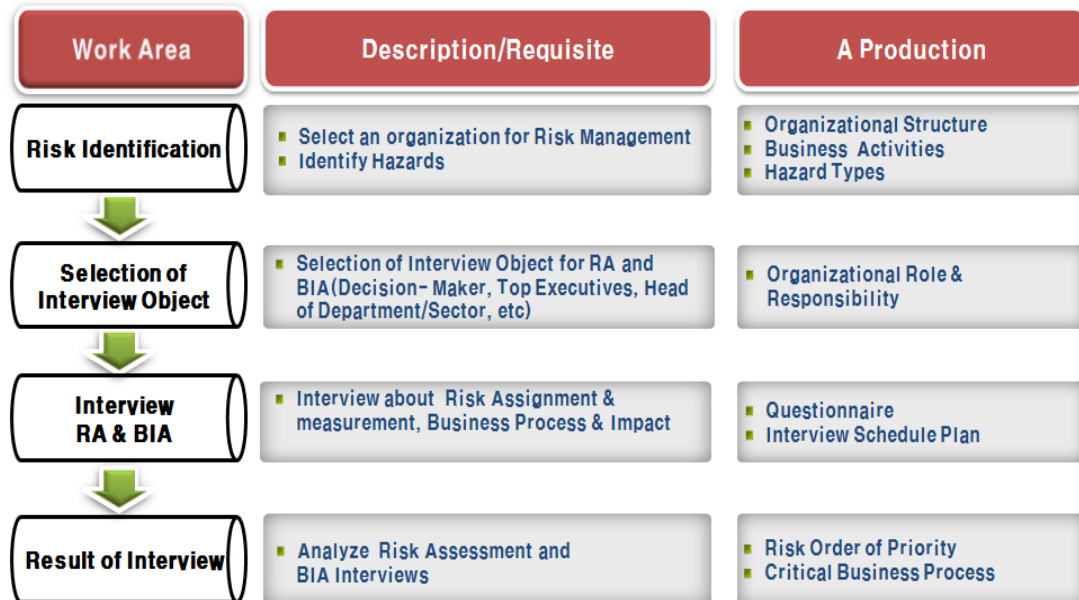 Work Area
Description/Requisite
A Production
Risk Identification
Select an organization for Risk Management
Identify Hazards
Organizational Structure
Business Activities
Hazard Types
Selection of
Interview Object
Selection of Interview Object for RA and
BIA(Decision-Maker, Top Executives, Head
of Department/Sector, etc)
Organizational Role &
Responsibility
Interview
RA & BIA
Interview about Risk Assignment &
measurement, Business Process & Impact
Questionnaire
Interview Schedule Plan
Result of Interview
Analyze Risk Assessment and
BIA Interviews
Risk Order of Priority
Critical Business Process